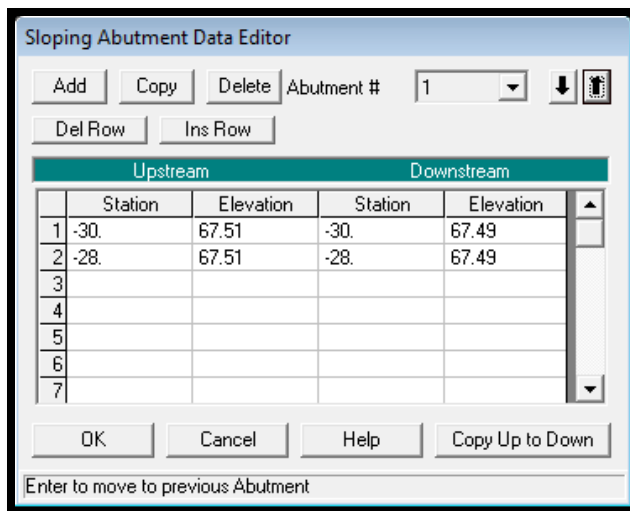 Sloping Abutment Data Editor
Add Copy Delete Abutment # 1
Del Row Ins Row
Upstream Downstream
Station Elevation Station Elevation
1 -30. 67.51 -30. 67.49
2 -28. 67.51 -28. 67.49
3
4
5
6
7
OK Cancel Help Copy Up to Down
Enter to move to previous Abutment